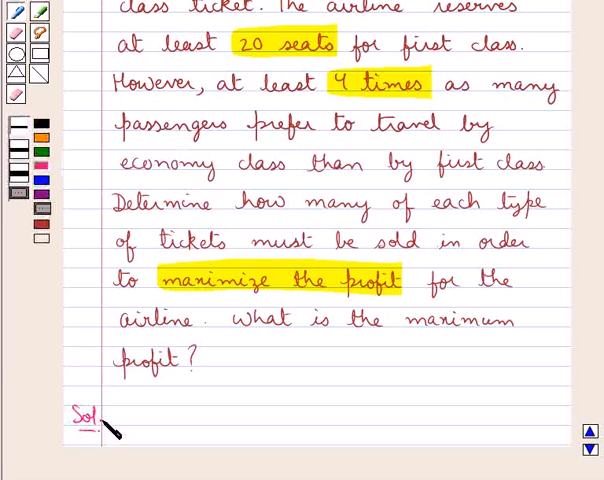 class ticket. The airline reserves
at least 20 seats for first class.
However, at least 4 times as many
passengers prefer to travel by
economy class than by first class
Determine how many of each type
of tickets must be sold in order
to maximize the profit for the
airline. What is the maximum
profit?
Sol.